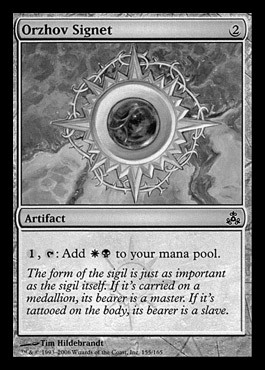 Orzhov Signet 2
Artifact
1, : Add to your mana pool.
The form of the sigil is just as important
as the sigil itself. If it's carried on a
medallion, its bearer is a master. If it's
tattooed on the body, its bearer is a slave.
Tim Hildebrandt
™ & © 1993–2006 Wizards of the Coast, Inc. 155/165